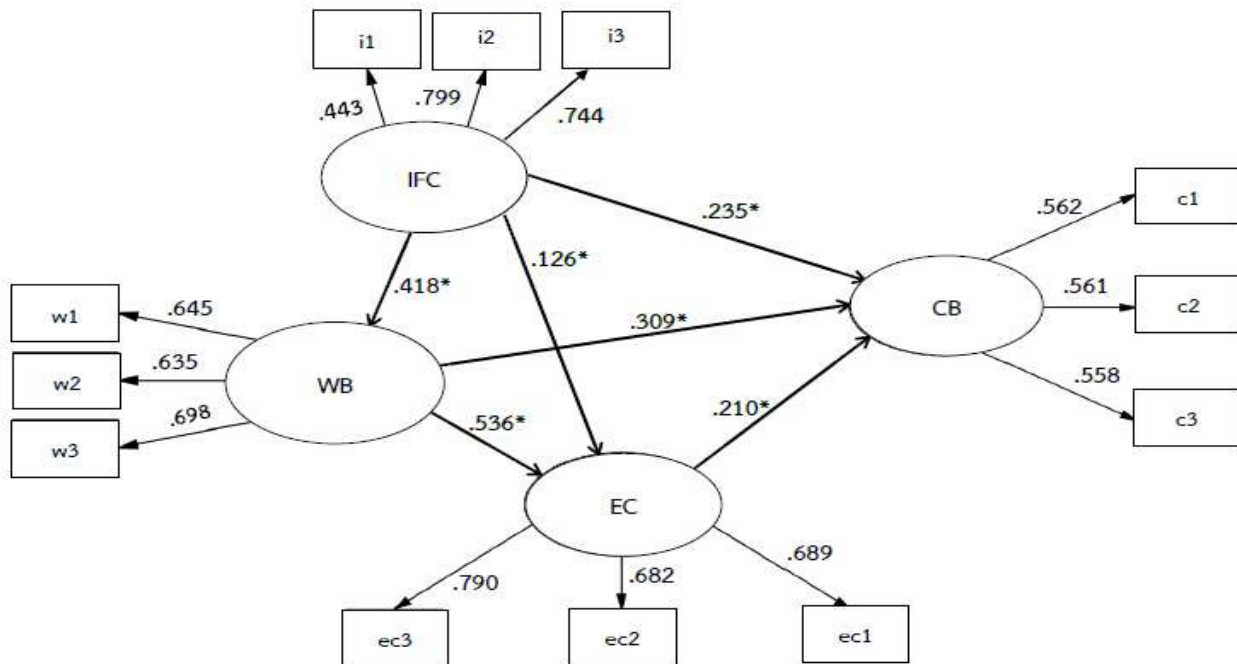 i1
i2
i3
.443
.799
.744
IFC
.235*
.562
c1
.418*
.126*
w1
.645
.309*
CB
.561
c2
w2
.635
WB
.698
w3
.536*
.210*
.558
c3
EC
.790
.682
.689
ec3
ec2
ec1